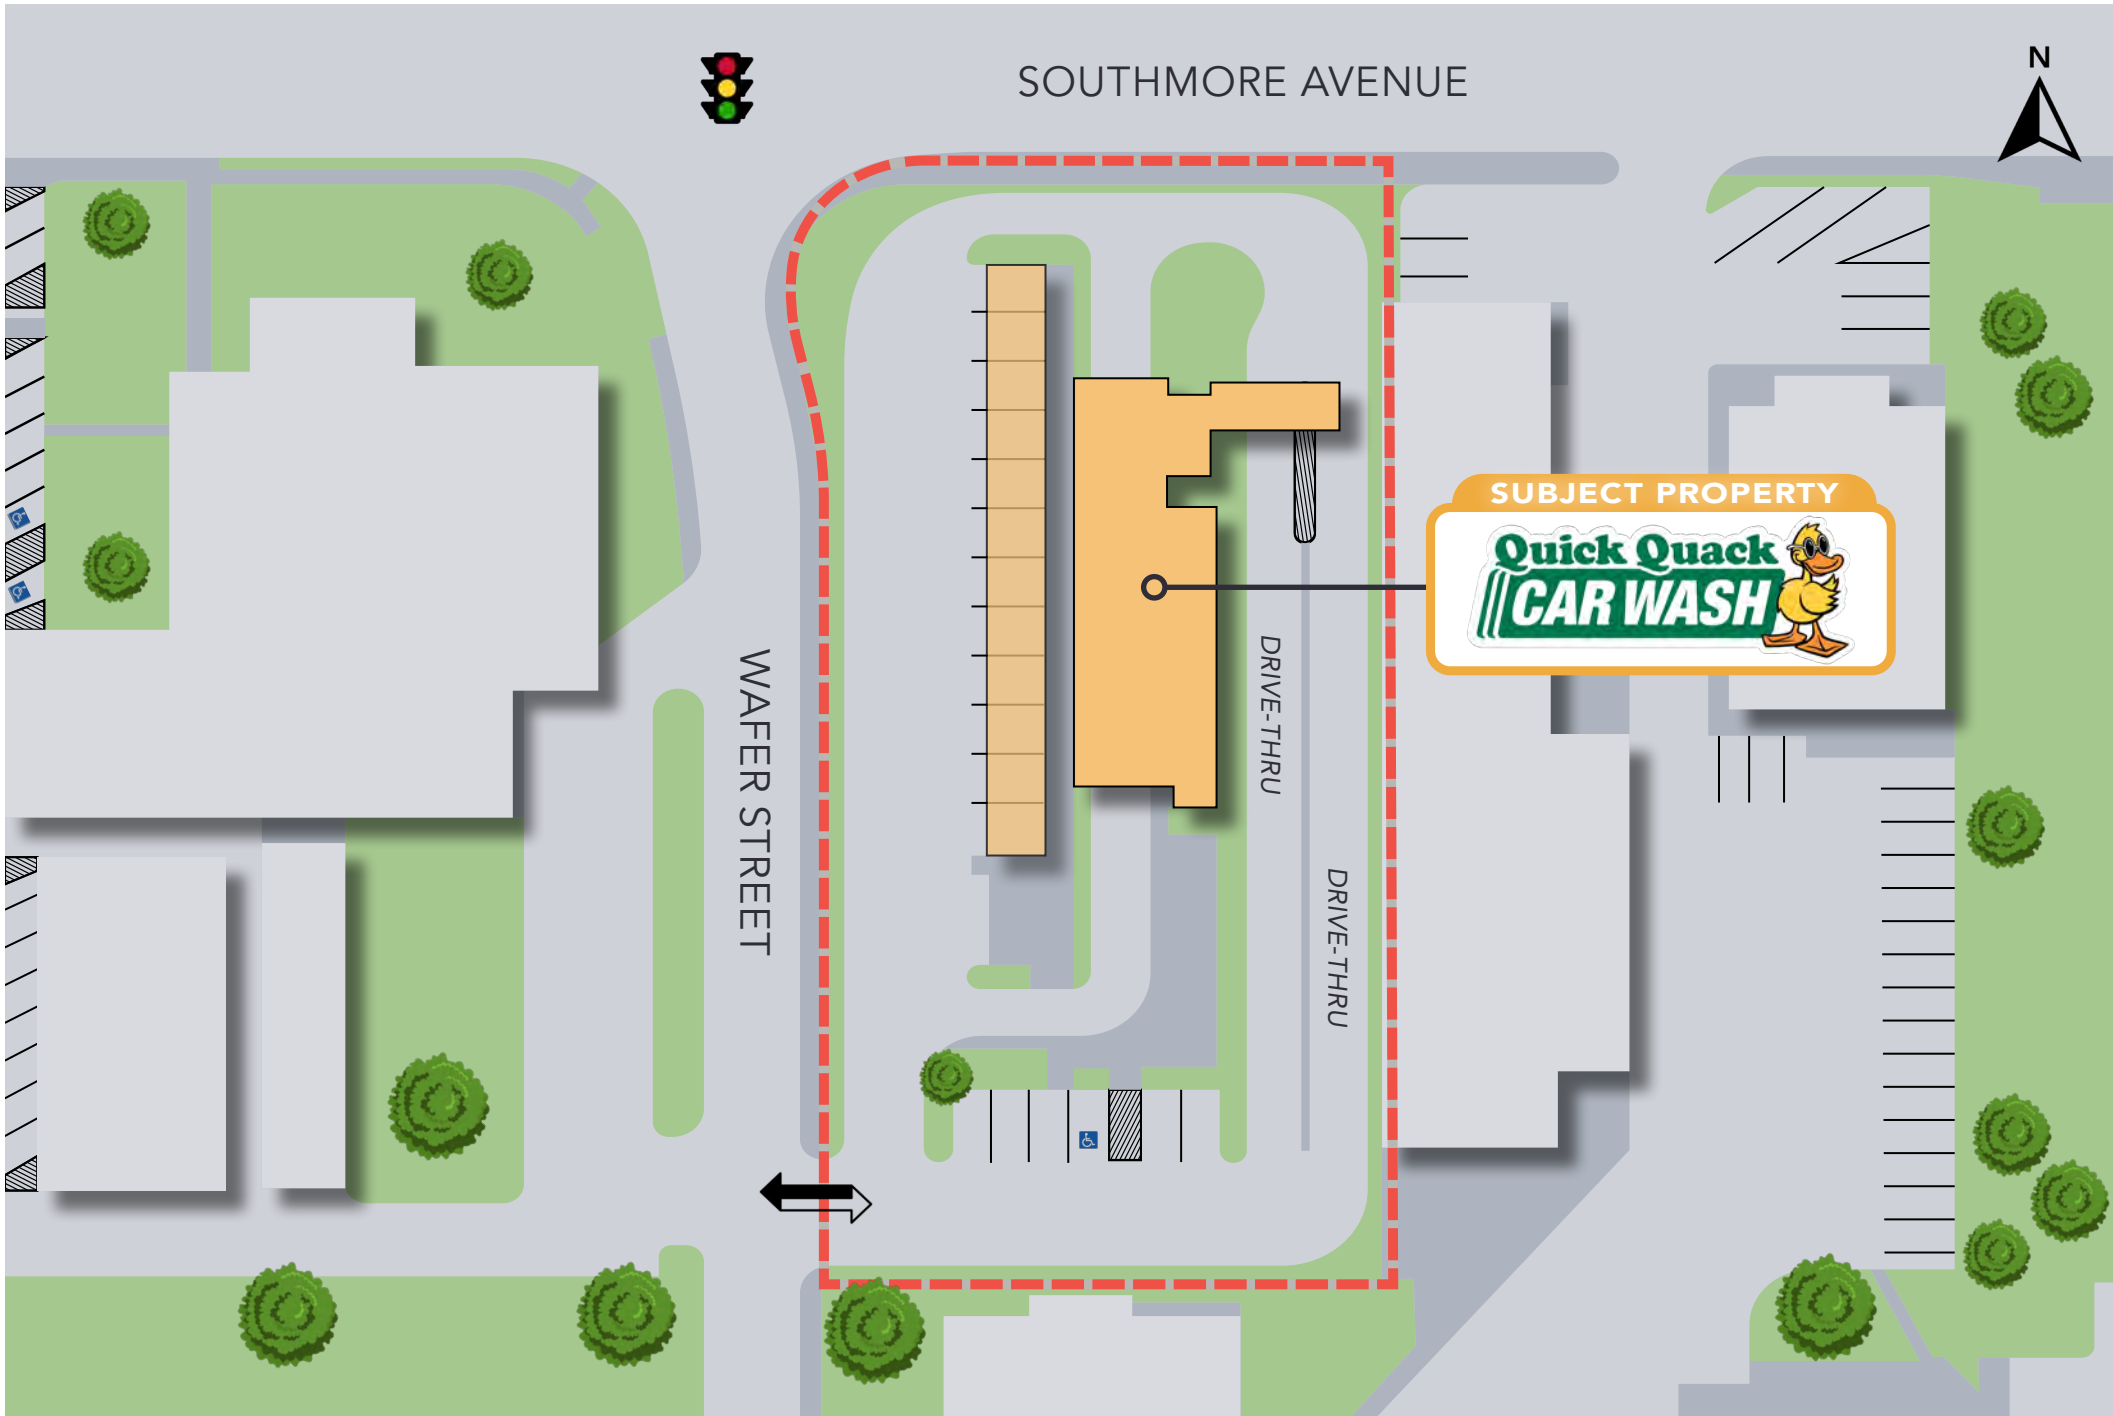 SOUTHMORE AVENUE
N
SUBJECT PROPERTY
Quick Quack
CAR WASH
WAFER STREET
DRIVE-THRU
DRIVE-THRU